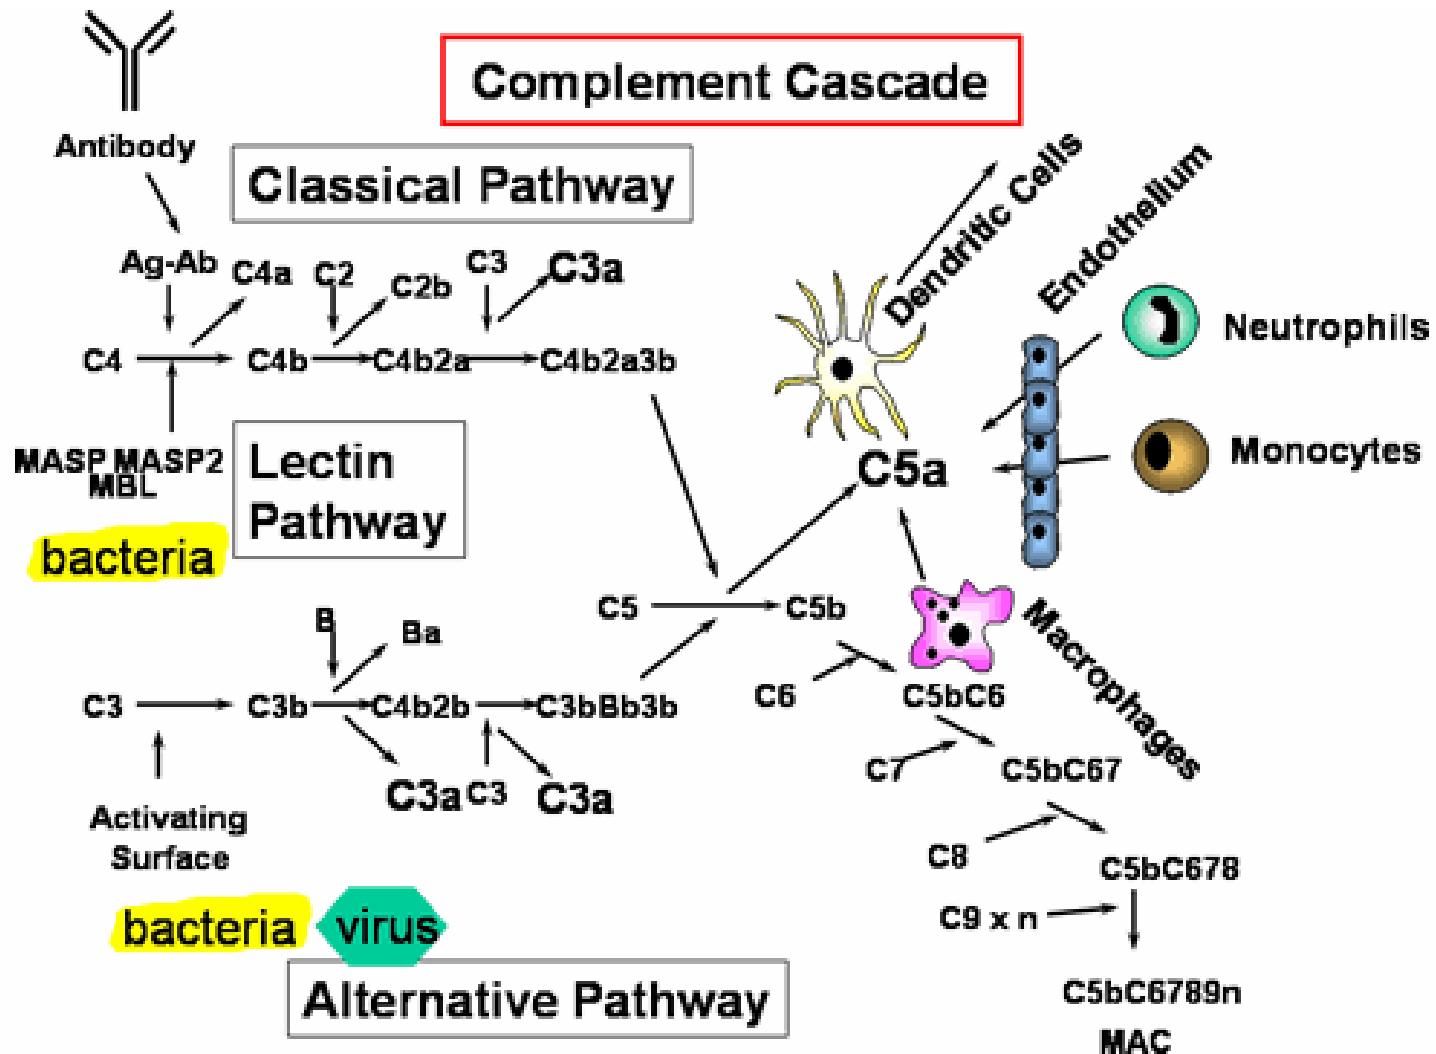 Complement Cascade
Antibody
Classical Pathway
Dendritic Cells
Endothelium
Ag-Ab
C4a
C2
C2b
C3
C3a
Neutrophils
C4
C4b
C4b2a
C4b2a3b
MASP MASP2
MBL
Lectin
Pathway
C5a
Monocytes
bacteria
C5
C5b
B
Ba
Macrophages
C3
C3b
C4b2b
C3bBb3b
C6
C5bC6
C3a
C3
C3a
C7
C5bC67
Activating
Surface
C8
C5bC678
bacteria
virus
C9 x n
Alternative Pathway
C5bC6789n
MAC